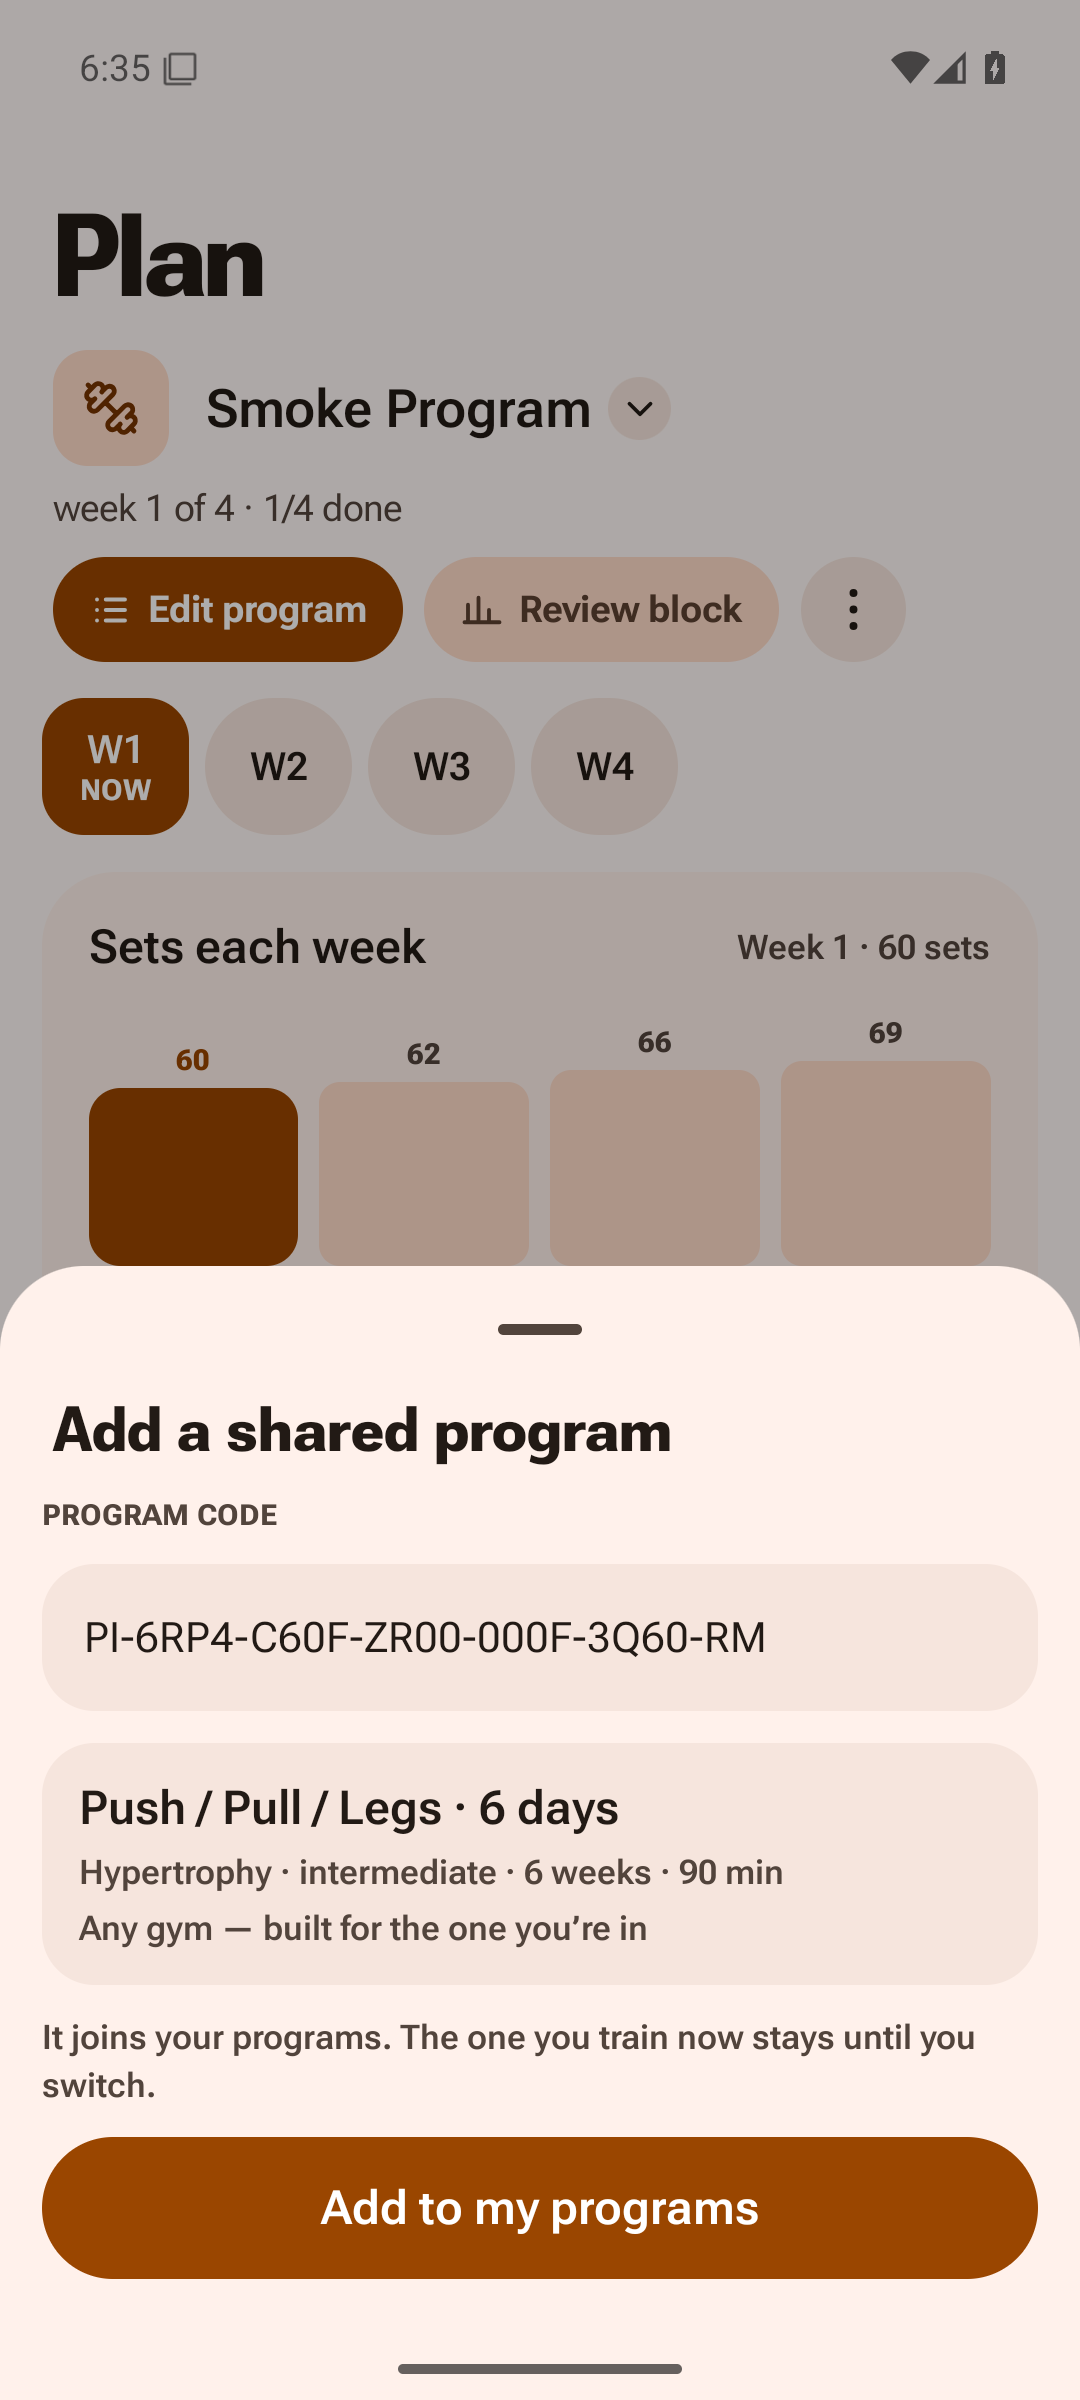 6:35
Plan
Smoke Program
week 1 of 4 · 1/4 done
Edit program
Review block
W1
NOW
W2
W3
W4
Sets each week
Week 1 · 60 sets
60
62
66
69
Add a shared program
PROGRAM CODE
PI-6RP4-C60F-ZR00-000F-3Q60-RM
Push / Pull / Legs · 6 days
Hypertrophy · intermediate · 6 weeks · 90 min
Any gym — built for the one you’re in
It joins your programs. The one you train now stays until you
switch.
Add to my programs